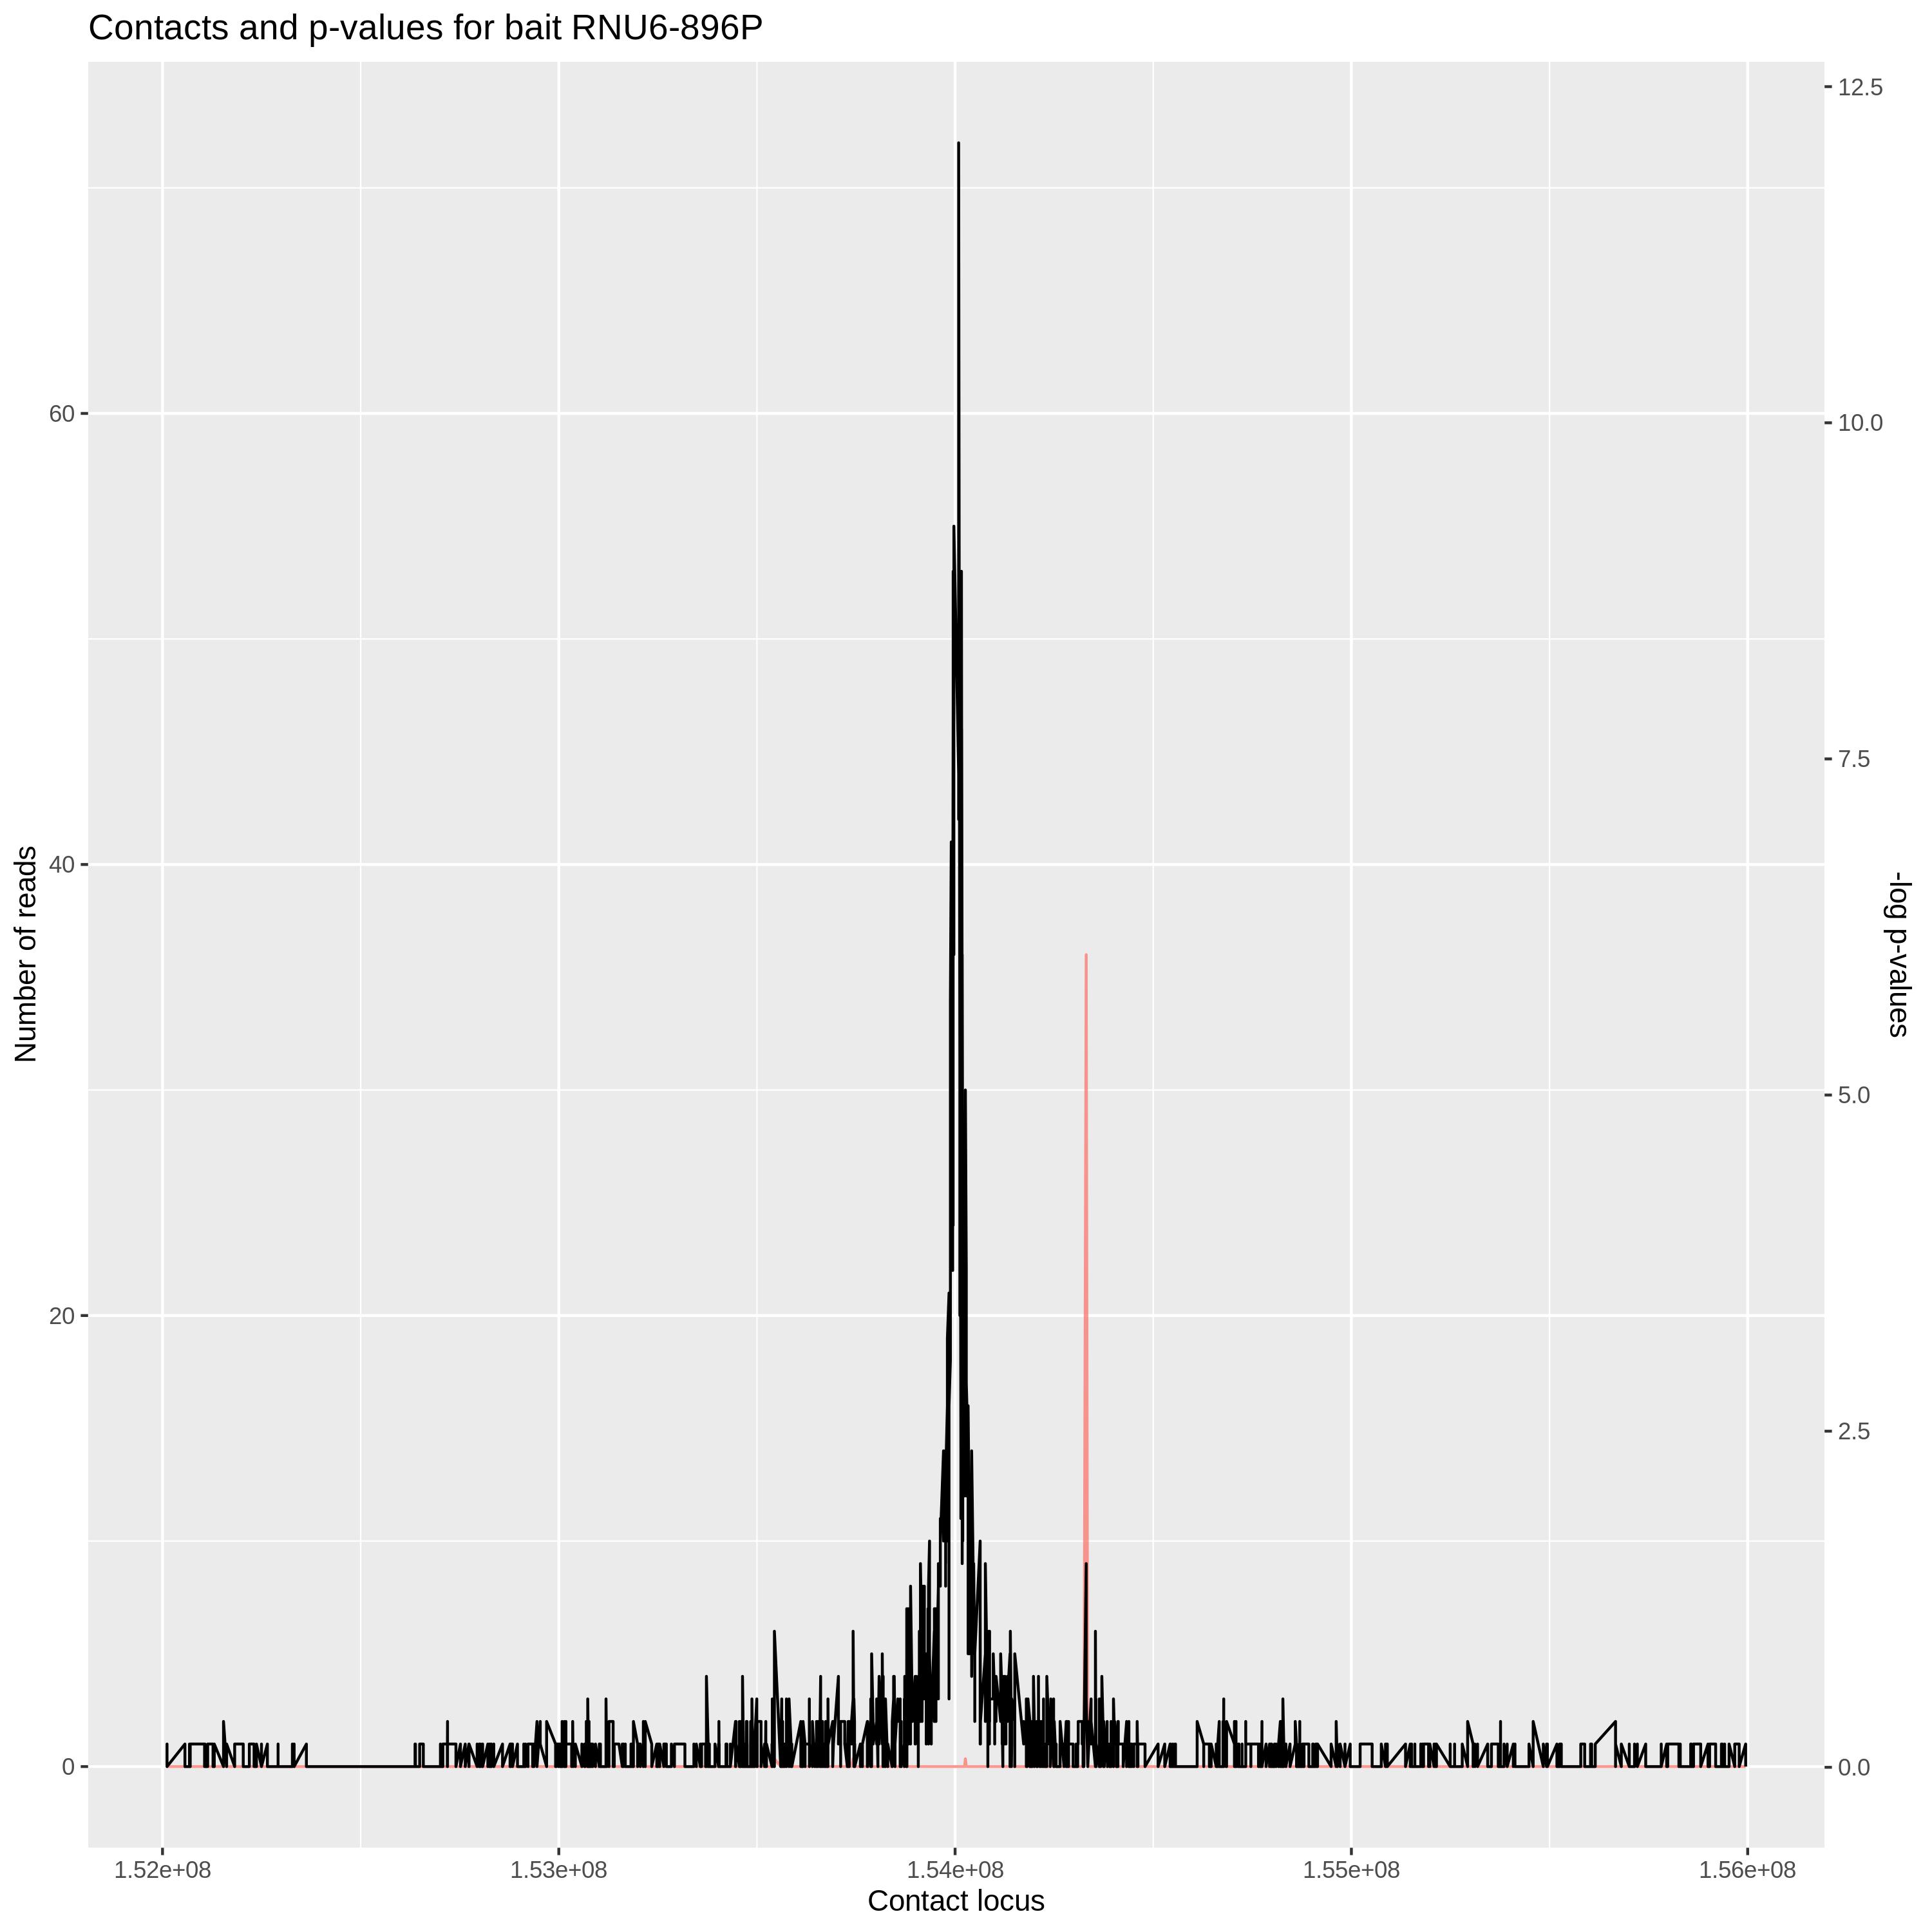 Contacts and p-values for bait RNU6-896P
Number of reads
60
40
20
0
12.5
10.0
7.5
5.0
2.5
0.0
-log p-values
1.52e+08
1.53e+08
1.54e+08
1.55e+08
1.56e+08
Contact locus